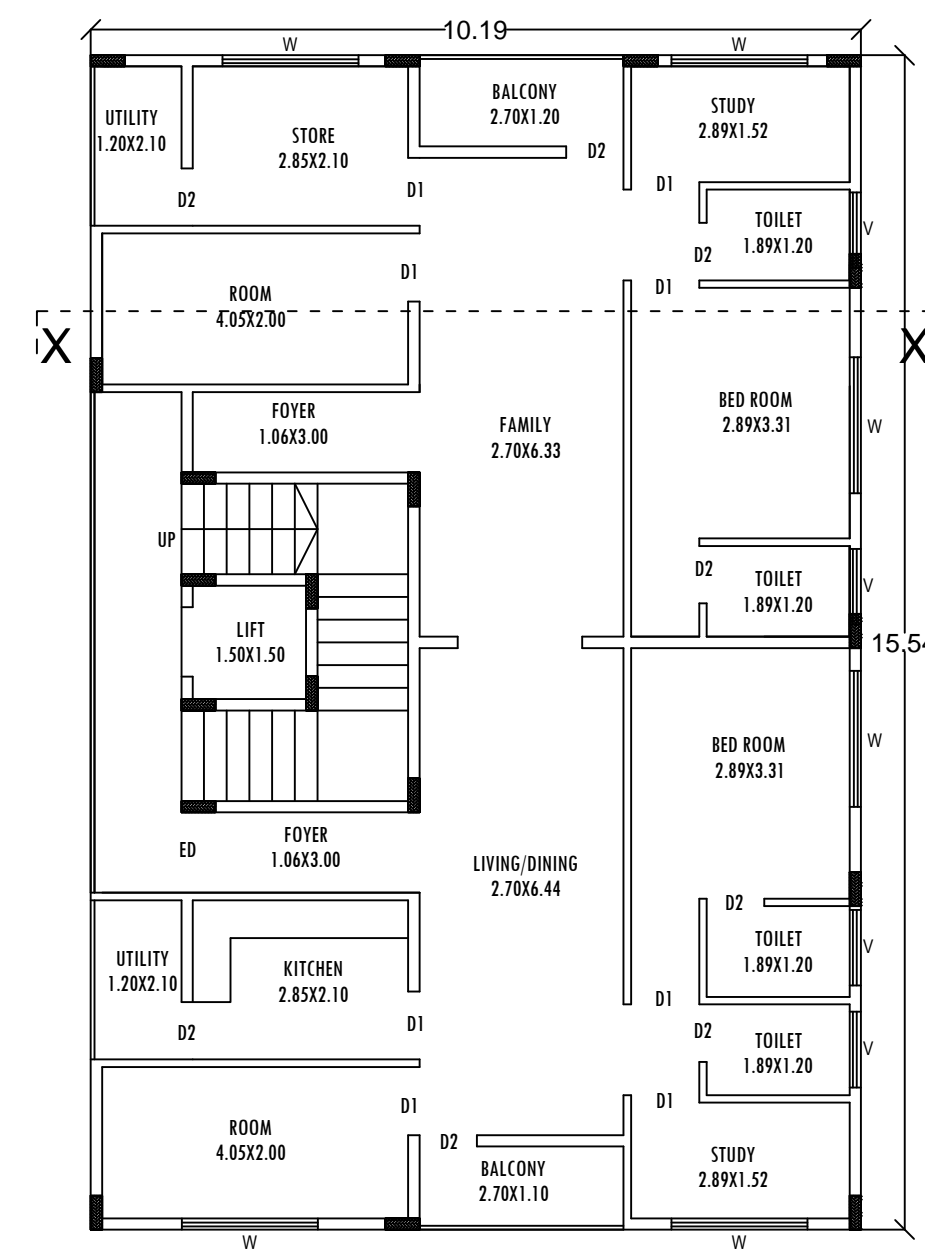 10.19
W
W
UTILITY
1.20X2.10
STORE
2.85X2.10
BALCONY
2.70X1.20
STUDY
2.89X1.52
D2
D2
D1
D1
TOILET
1.89X1.20
V
D2
D1
D1
ROOM
4.05X2.00
X
X
FOYER
1.06X3.00
FAMILY
2.70X6.33
BED ROOM
2.89X3.31
W
UP
D2
TOILET
1.89X1.20
V
LIFT
1.50X1.50
15.54
BED ROOM
2.89X3.31
W
ED
FOYER
1.06X3.00
LIVING/DINING
2.70X6.44
D2
UTILITY
1.20X2.10
KITCHEN
2.85X2.10
TOILET
1.89X1.20
V
D1
D2
D1
D2
TOILET
1.89X1.20
V
D1
D1
ROOM
4.05X2.00
D2
BALCONY
2.70X1.10
STUDY
2.89X1.52
W
W